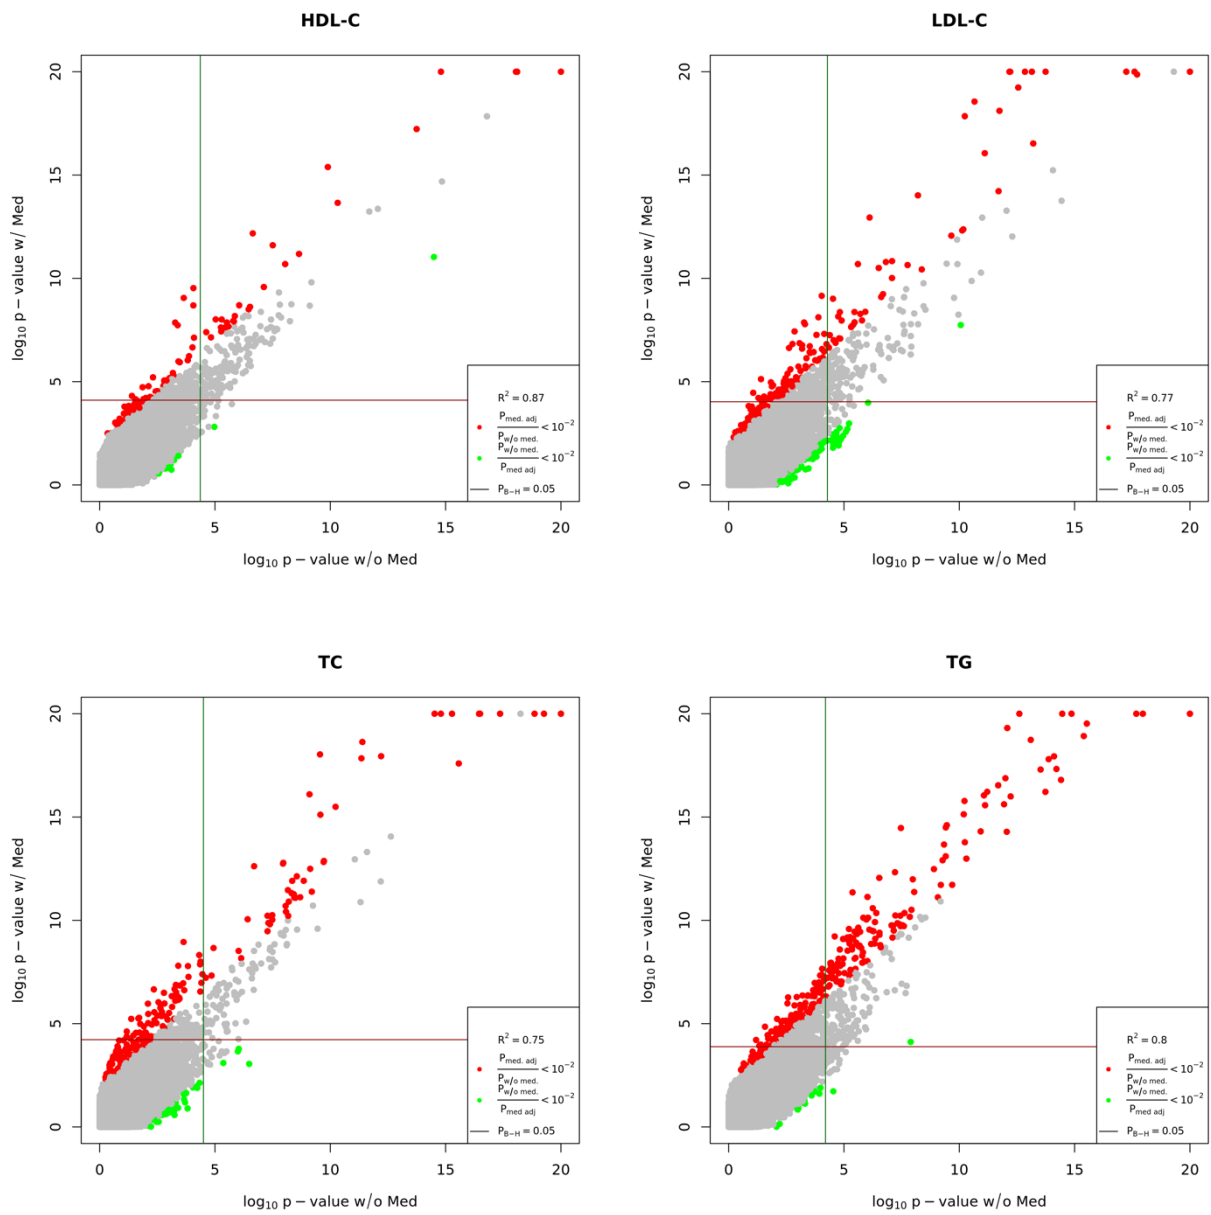 HDL-C
log10 p − value w/ Med
20
15
10
5
0
0 5 10 15 20
log10 p − value w/o Med
R² = 0.87
Pmed. adj / Pw/o med. < 10⁻²
Pw/o med. / Pmed adj < 10⁻²
PB−H = 0.05
LDL-C
log10 p − value w/ Med
20
15
10
5
0
0 5 10 15 20
log10 p − value w/o Med
R² = 0.77
Pmed. adj / Pw/o med. < 10⁻²
Pw/o med. / Pmed adj < 10⁻²
PB−H = 0.05
TC
log10 p − value w/ Med
20
15
10
5
0
0 5 10 15 20
log10 p − value w/o Med
R² = 0.75
Pmed. adj / Pw/o med. < 10⁻²
Pw/o med. / Pmed adj < 10⁻²
PB−H = 0.05
TG
log10 p − value w/ Med
20
15
10
5
0
0 5 10 15 20
log10 p − value w/o Med
R² = 0.8
Pmed. adj / Pw/o med. < 10⁻²
Pw/o med. / Pmed adj < 10⁻²
PB−H = 0.05